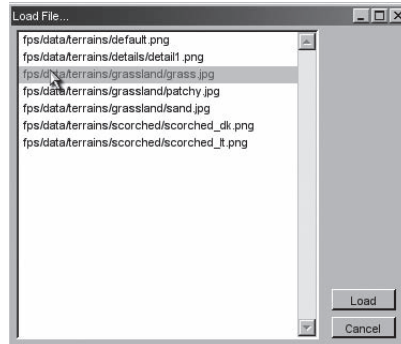 Load File...
fps/data/terrains/default.png
fps/data/terrains/details/detail1.png
fps/data/terrains/grassland/grass.jpg
fps/data/terrains/grassland/patchy.jpg
fps/data/terrains/grassland/sand.jpg
fps/data/terrains/scorched/scorched_dk.png
fps/data/terrains/scorched/scorched_lt.png
Load
Cancel